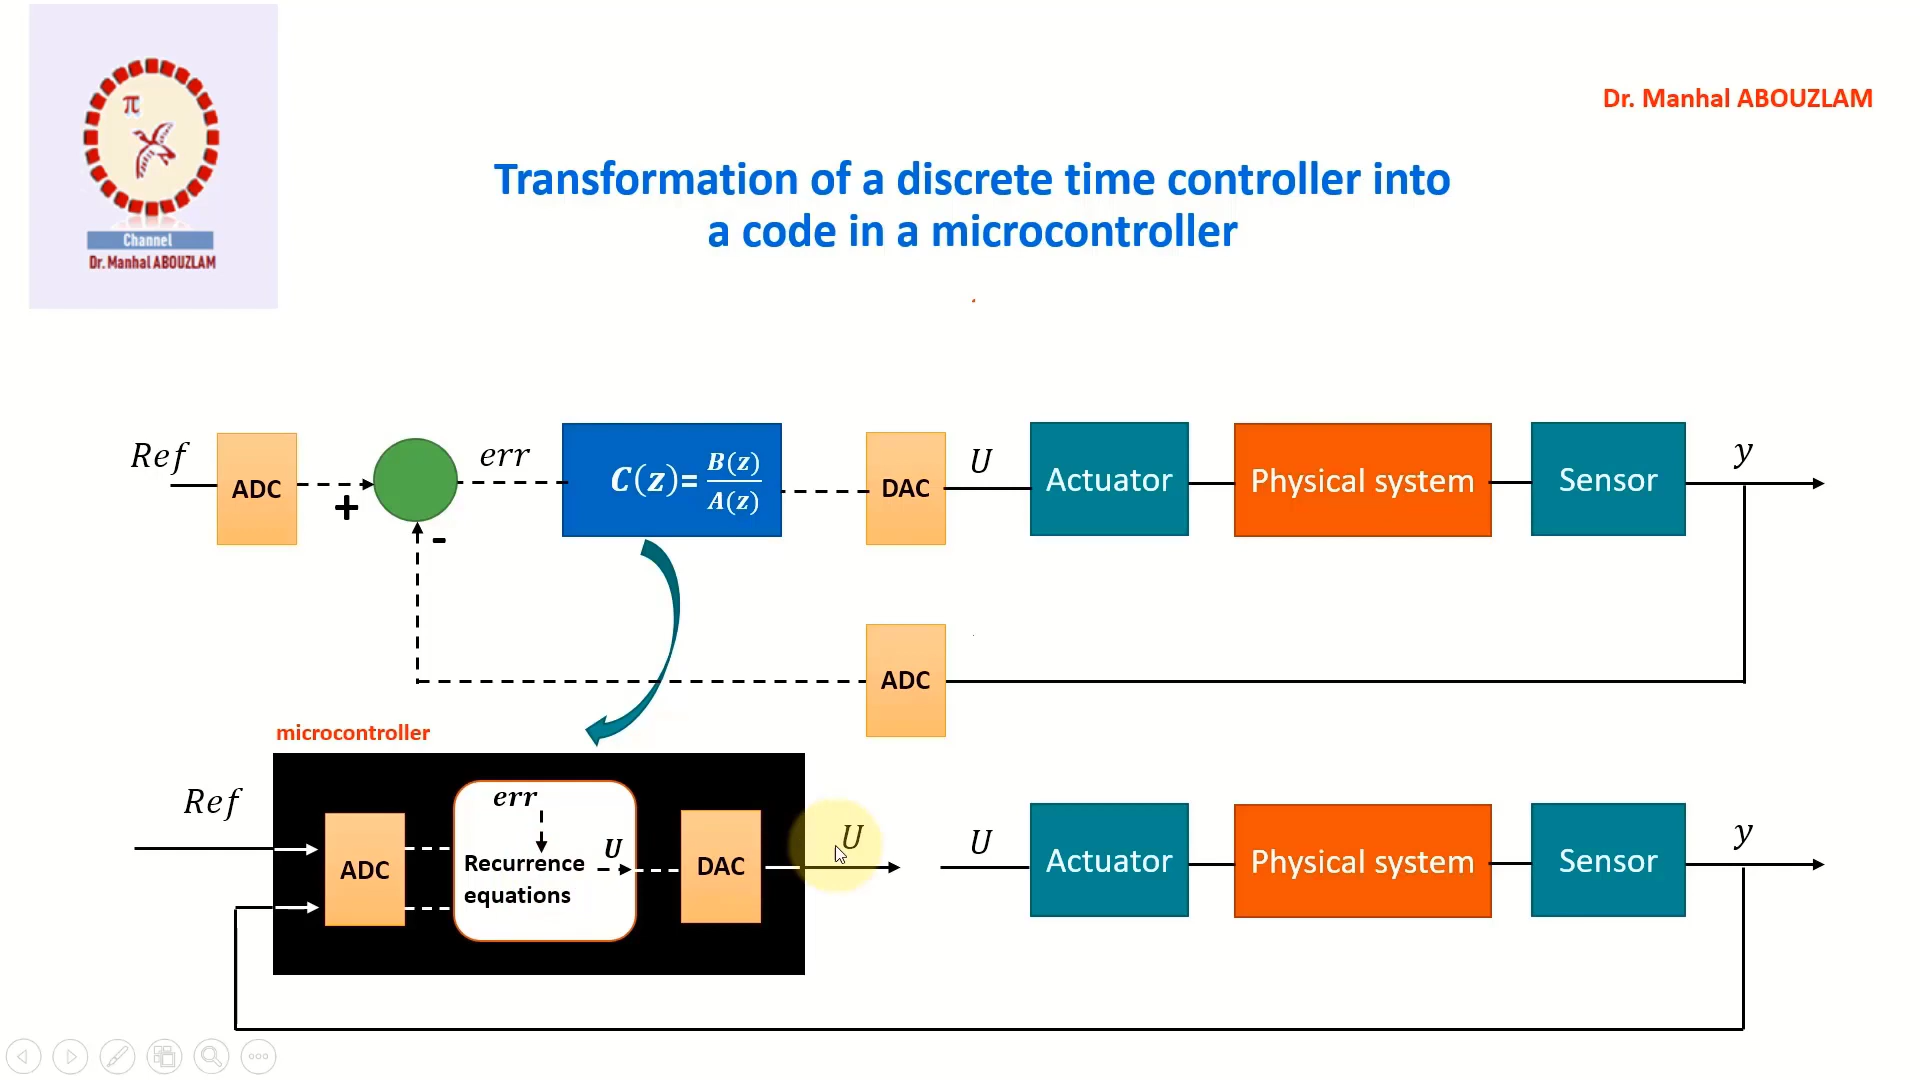 π
Channel
Dr. Manhal ABOUZLAM
Dr. Manhal ABOUZLAM
Transformation of a discrete time controller into
a code in a microcontroller
Ref
ADC
+
-
err
C(z)= B(z)/A(z)
DAC
U
Actuator
Physical system
Sensor
y
ADC
microcontroller
Ref
ADC
err
Recurrence
equations
U
DAC
U
U
Actuator
Physical system
Sensor
y